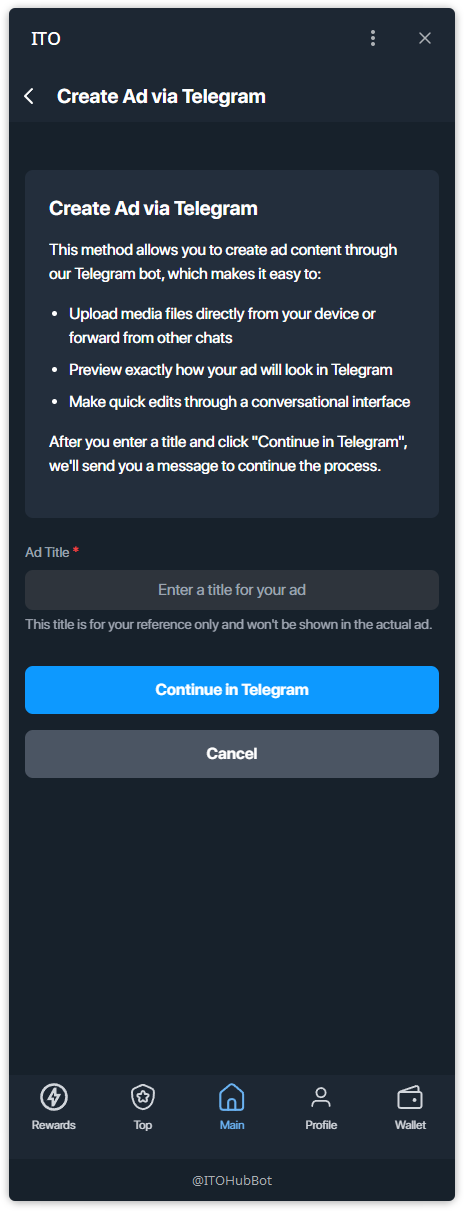 ITO
Create Ad via Telegram
Create Ad via Telegram
This method allows you to create ad content through
our Telegram bot, which makes it easy to:
• Upload media files directly from your device or
forward from other chats
• Preview exactly how your ad will look in Telegram
• Make quick edits through a conversational interface
After you enter a title and click "Continue in Telegram",
we'll send you a message to continue the process.
Ad Title *
Enter a title for your ad
This title is for your reference only and won't be shown in the actual ad.
Continue in Telegram
Cancel
Rewards Top Main Profile Wallet
@ITOHubBot